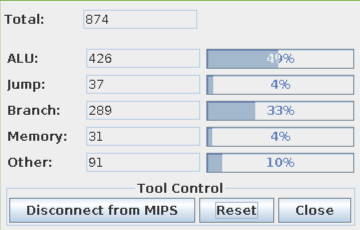 Total: 874
ALU: 426 49%
Jump: 37 4%
Branch: 289 33%
Memory: 31 4%
Other: 91 10%
Tool Control
Disconnect from MIPS Reset Close